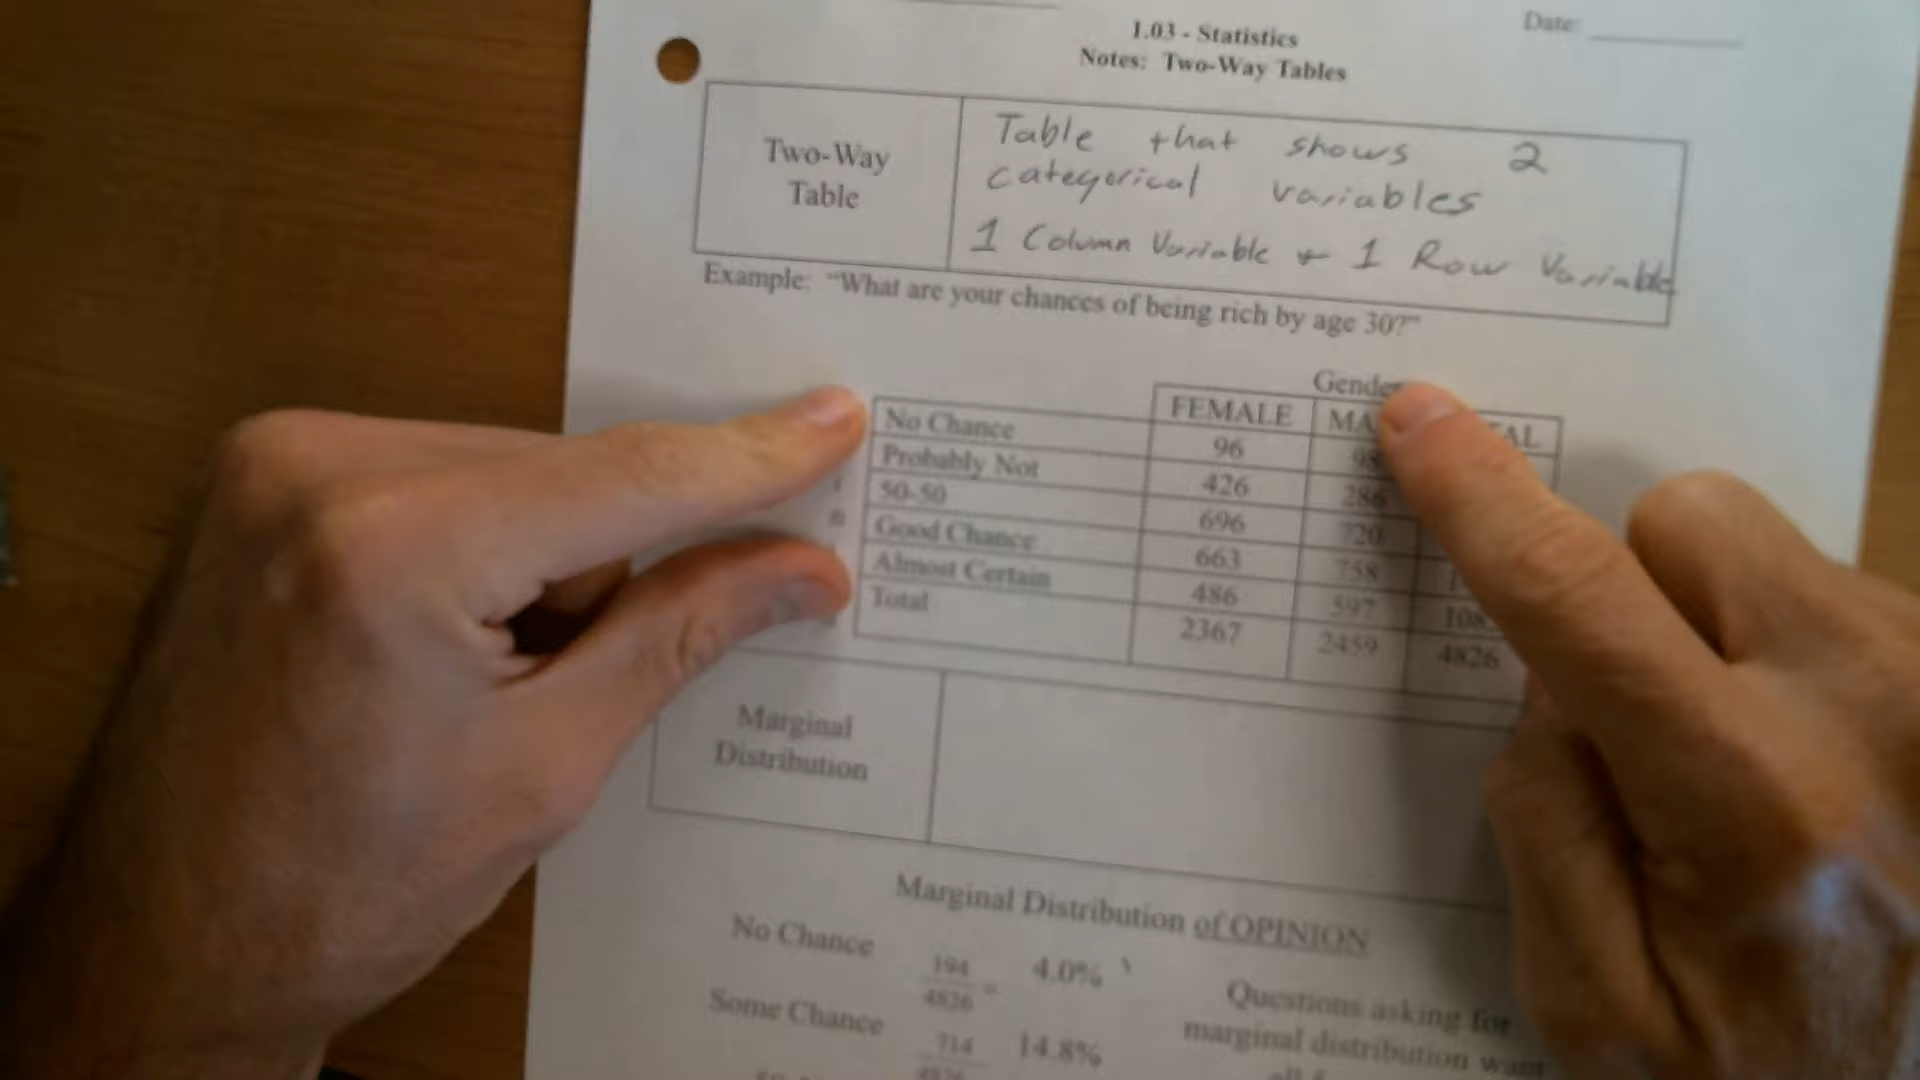 Date:
1.03 - Statistics
Notes: Two-Way Tables
Two-Way
Table
Table that shows 2
categorical variables
1 Column Variable + 1 Row Variable
Example: "What are your chances of being rich by age 30?"
Gender
FEMALE
No Chance 96 98
Probably Not 426 286
50-50 696 720
Good Chance 663 758
Almost Certain 486 597
Total 2367 2459 4826
Marginal
Distribution
Marginal Distribution of OPINION
No Chance 194/4826 = 4.0%
Some Chance 714/4826 14.8%
Questions asking for
marginal distribution want